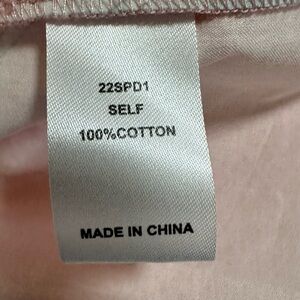 22SPD1
SELF
100%COTTON
MADE IN CHINA